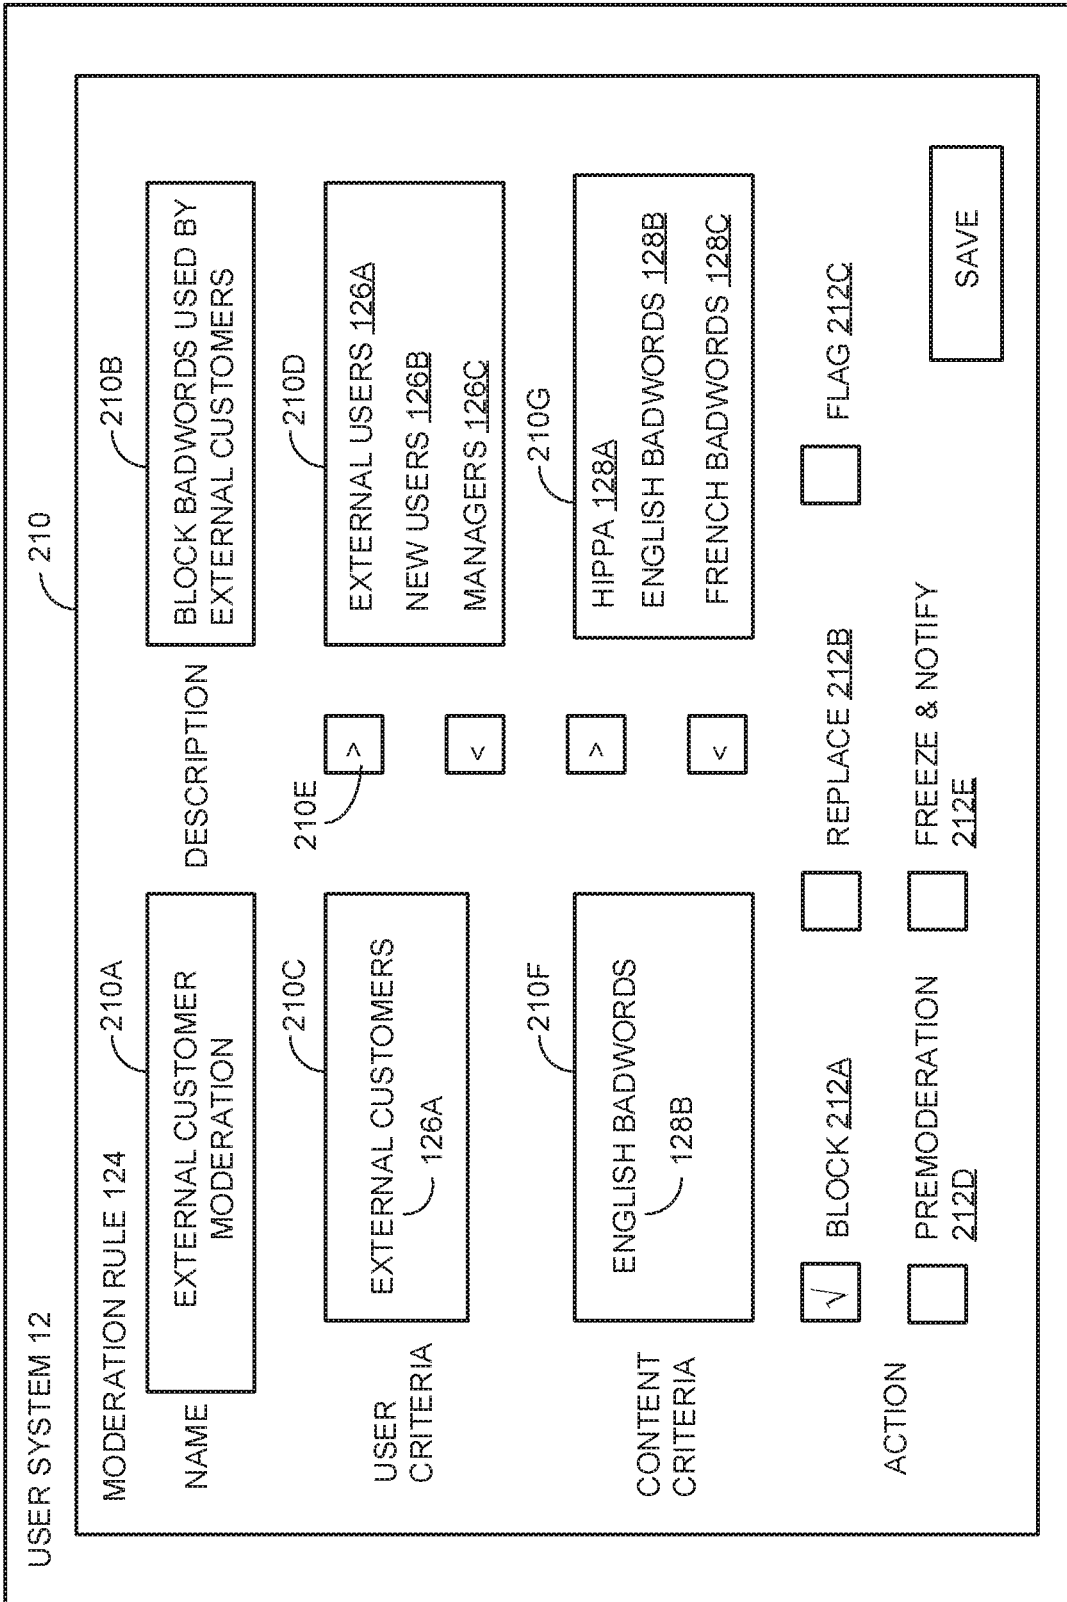 USER SYSTEM 12
210
MODERATION RULE 124
210A
210B
NAME
EXTERNAL CUSTOMER
MODERATION
DESCRIPTION
BLOCK BADWORDS USED BY
EXTERNAL CUSTOMERS
210C
210E
210D
USER
CRITERIA
EXTERNAL CUSTOMERS
126A
>
<
EXTERNAL USERS 126A
NEW USERS 126B
MANAGERS 126C
210F
210G
CONTENT
CRITERIA
ENGLISH BADWORDS
128B
>
<
HIPPA 128A
ENGLISH BADWORDS 128B
FRENCH BADWORDS 128C
ACTION
√
BLOCK 212A
REPLACE 212B
FLAG 212C
PREMODERATION
212D
FREEZE & NOTIFY
212E
SAVE